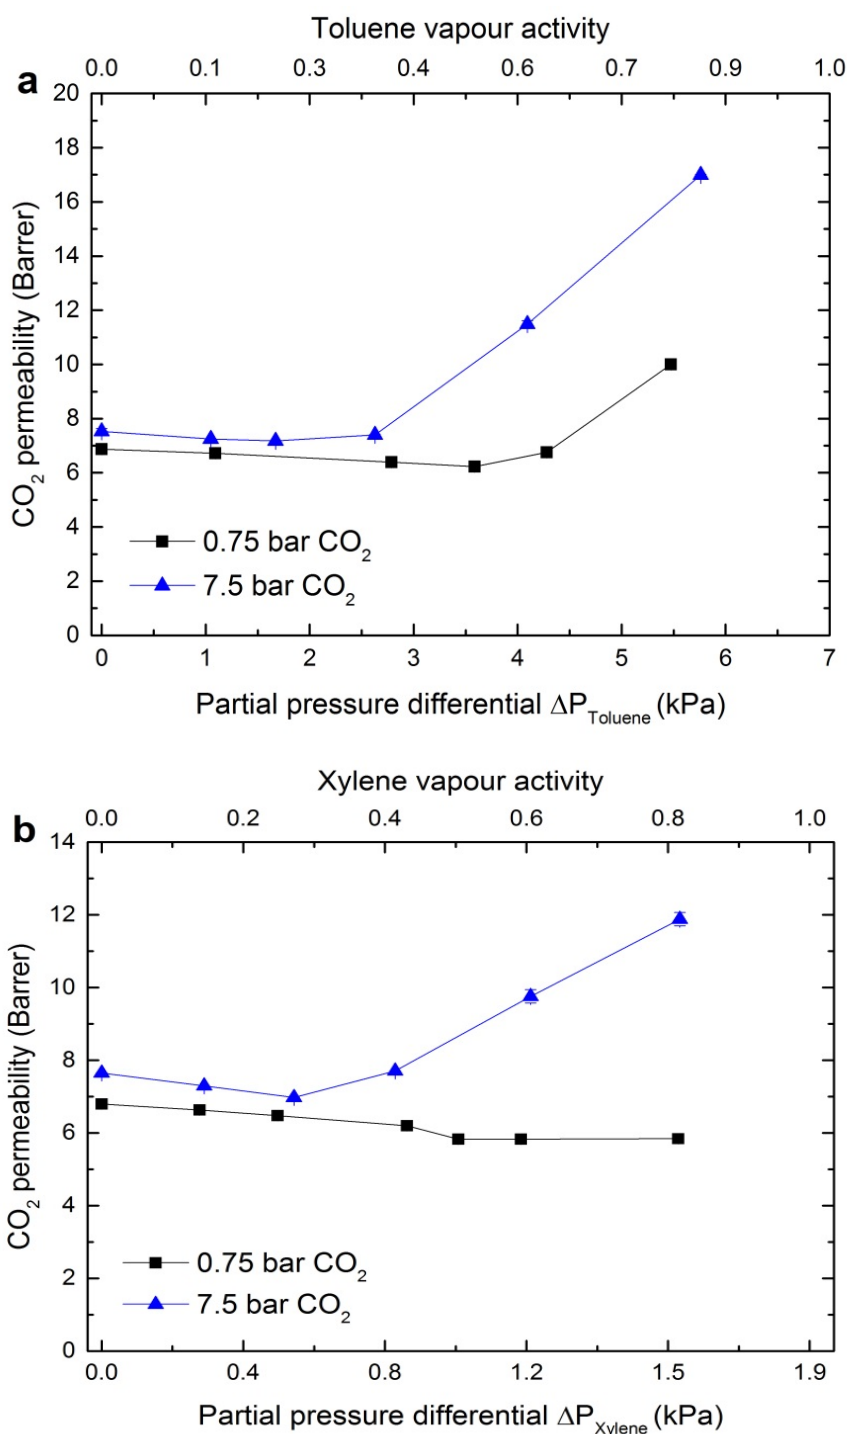 Toluene vapour activity
0.0 0.1 0.3 0.4 0.6 0.7 0.9 1.0
a
20
18
16
14
12
10
8
6
4
2
0
CO₂ permeability (Barrer)
0.75 bar CO₂
7.5 bar CO₂
0 1 2 3 4 5 6 7
Partial pressure differential ΔP_Toluene (kPa)
Xylene vapour activity
0.0 0.2 0.4 0.6 0.8 1.0
b
14
12
10
8
6
4
2
0
CO₂ permeability (Barrer)
0.75 bar CO₂
7.5 bar CO₂
0.0 0.4 0.8 1.2 1.5 1.9
Partial pressure differential ΔP_Xylene (kPa)